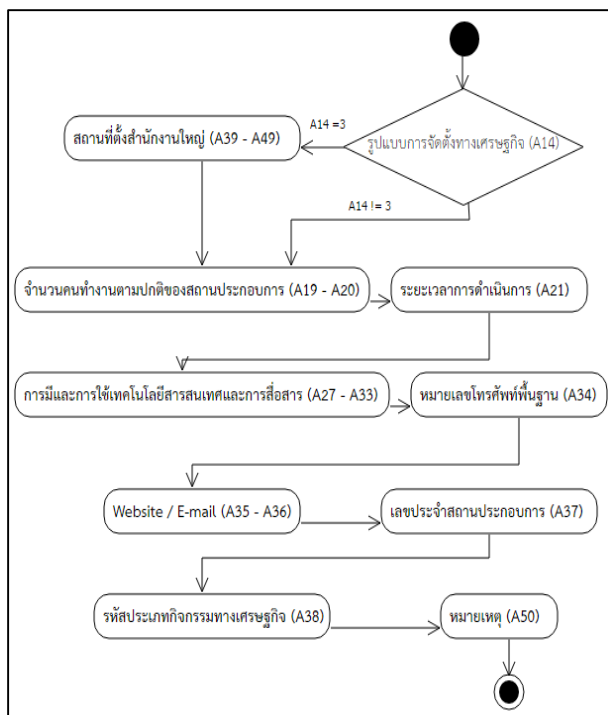 A14 =3
สถานที่ตั้งสำนักงานใหญ่ (A39 - A49)
รูปแบบการจัดตั้งทางเศรษฐกิจ (A14)
A14 != 3
จำนวนคนทำงานตามปกติของสถานประกอบการ (A19 - A20)
ระยะเวลาการดำเนินการ (A21)
การมีและการใช้เทคโนโลยีสารสนเทศและการสื่อสาร (A27 - A33)
หมายเลขโทรศัพท์พื้นฐาน (A34)
Website / E-mail (A35 - A36)
เลขประจำสถานประกอบการ (A37)
รหัสประเภทกิจกรรมทางเศรษฐกิจ (A38)
หมายเหตุ (A50)